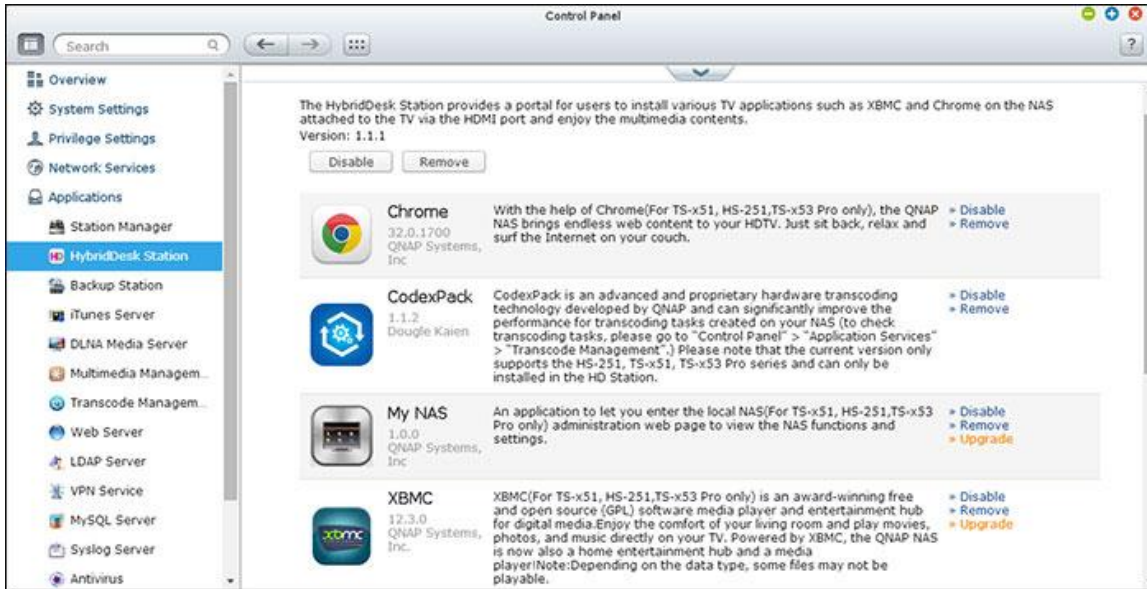 Control Panel
Search
?
Overview
System Settings
Privilege Settings
Network Services
Applications
Station Manager
HD HybridDesk Station
Backup Station
iTunes Server
DLNA Media Server
Multimedia Managem...
Transcode Managem...
Web Server
LDAP Server
VPN Service
MySQL Server
Syslog Server
Antivirus
The HybridDesk Station provides a portal for users to install various TV applications such as XBMC and Chrome on the NAS
attached to the TV via the HDMI port and enjoy the multimedia contents.
Version: 1.1.1
Disable
Remove
Chrome
32.0.1700
QNAP Systems,
Inc
With the help of Chrome(For TS-x51, HS-251,TS-x53 Pro only), the QNAP
NAS brings endless web content to your HDTV. Just sit back, relax and
surf the Internet on your couch.
» Disable
» Remove
CodexPack
1.1.2
Dougle Kaien
CodexPack is an advanced and proprietary hardware transcoding
technology developed by QNAP and can significantly improve the
performance for transcoding tasks created on your NAS (to check
transcoding tasks, please go to "Control Panel" > "Application Services"
> "Transcode Management".) Please note that the current version only
supports the HS-251, TS-x51, TS-x53 Pro series and can only be
installed in the HD Station.
» Disable
» Remove
My NAS
1.0.0
QNAP Systems,
Inc
An application to let you enter the local NAS(For TS-x51, HS-251,TS-x53
Pro only) administration web page to view the NAS functions and
settings.
» Disable
» Remove
» Upgrade
xbmc
XBMC
12.3.0
QNAP Systems,
Inc.
XBMC(For TS-x51, HS-251,TS-x53 Pro only) is an award-winning free
and open source (GPL) software media player and entertainment hub
for digital media.Enjoy the comfort of your living room and play movies,
photos, and music directly on your TV. Powered by XBMC, the QNAP NAS
is now also a home entertainment hub and a media
player!Note:Depending on the data type, some files may not be
playable.
» Disable
» Remove
» Upgrade